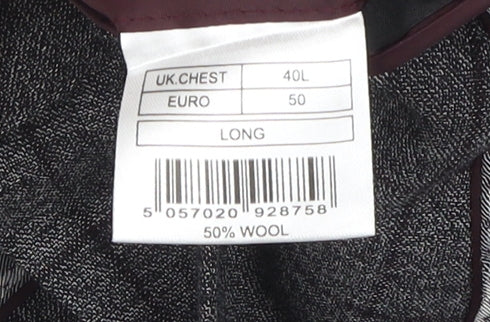 UK.CHEST 40L
EURO 50
LONG
5 057020 928758
50% WOOL